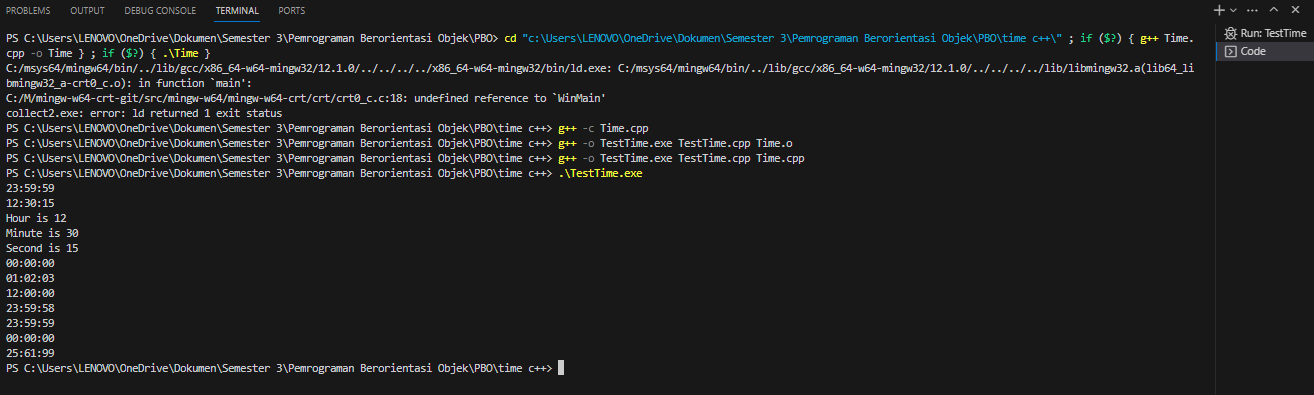 PROBLEMS OUTPUT DEBUG CONSOLE TERMINAL PORTS
PS C:\Users\LENOVO\OneDrive\Dokumen\Semester 3\Pemrograman Berorientasi Objek\PBO> cd "c:\Users\LENOVO\OneDrive\Dokumen\Semester 3\Pemrograman Berorientasi Objek\PBO\time c++\" ; if ($?) { g++ Time.
cpp -o Time } ; if ($?) { .\Time }
C:/msys64/mingw64/bin/../lib/gcc/x86_64-w64-mingw32/12.1.0/../../../../x86_64-w64-mingw32/bin/ld.exe: C:/msys64/mingw64/bin/../lib/gcc/x86_64-w64-mingw32/12.1.0/../../../../lib/libmingw32.a(lib64_li
bmingw32_a-crt0_c.o): in function `main':
C:/M/mingw-w64-crt-git/src/mingw-w64/mingw-w64-crt/crt/crt0_c.c:18: undefined reference to `WinMain'
collect2.exe: error: ld returned 1 exit status
PS C:\Users\LENOVO\OneDrive\Dokumen\Semester 3\Pemrograman Berorientasi Objek\PBO\time c++> g++ -c Time.cpp
PS C:\Users\LENOVO\OneDrive\Dokumen\Semester 3\Pemrograman Berorientasi Objek\PBO\time c++> g++ -o TestTime.exe TestTime.cpp Time.o
PS C:\Users\LENOVO\OneDrive\Dokumen\Semester 3\Pemrograman Berorientasi Objek\PBO\time c++> g++ -o TestTime.exe TestTime.cpp Time.cpp
PS C:\Users\LENOVO\OneDrive\Dokumen\Semester 3\Pemrograman Berorientasi Objek\PBO\time c++> .\TestTime.exe
23:59:59
12:30:15
Hour is 12
Minute is 30
Second is 15
00:00:00
01:02:03
12:00:00
23:59:58
23:59:59
00:00:00
25:61:99
PS C:\Users\LENOVO\OneDrive\Dokumen\Semester 3\Pemrograman Berorientasi Objek\PBO\time c++>
Run: TestTime
Code